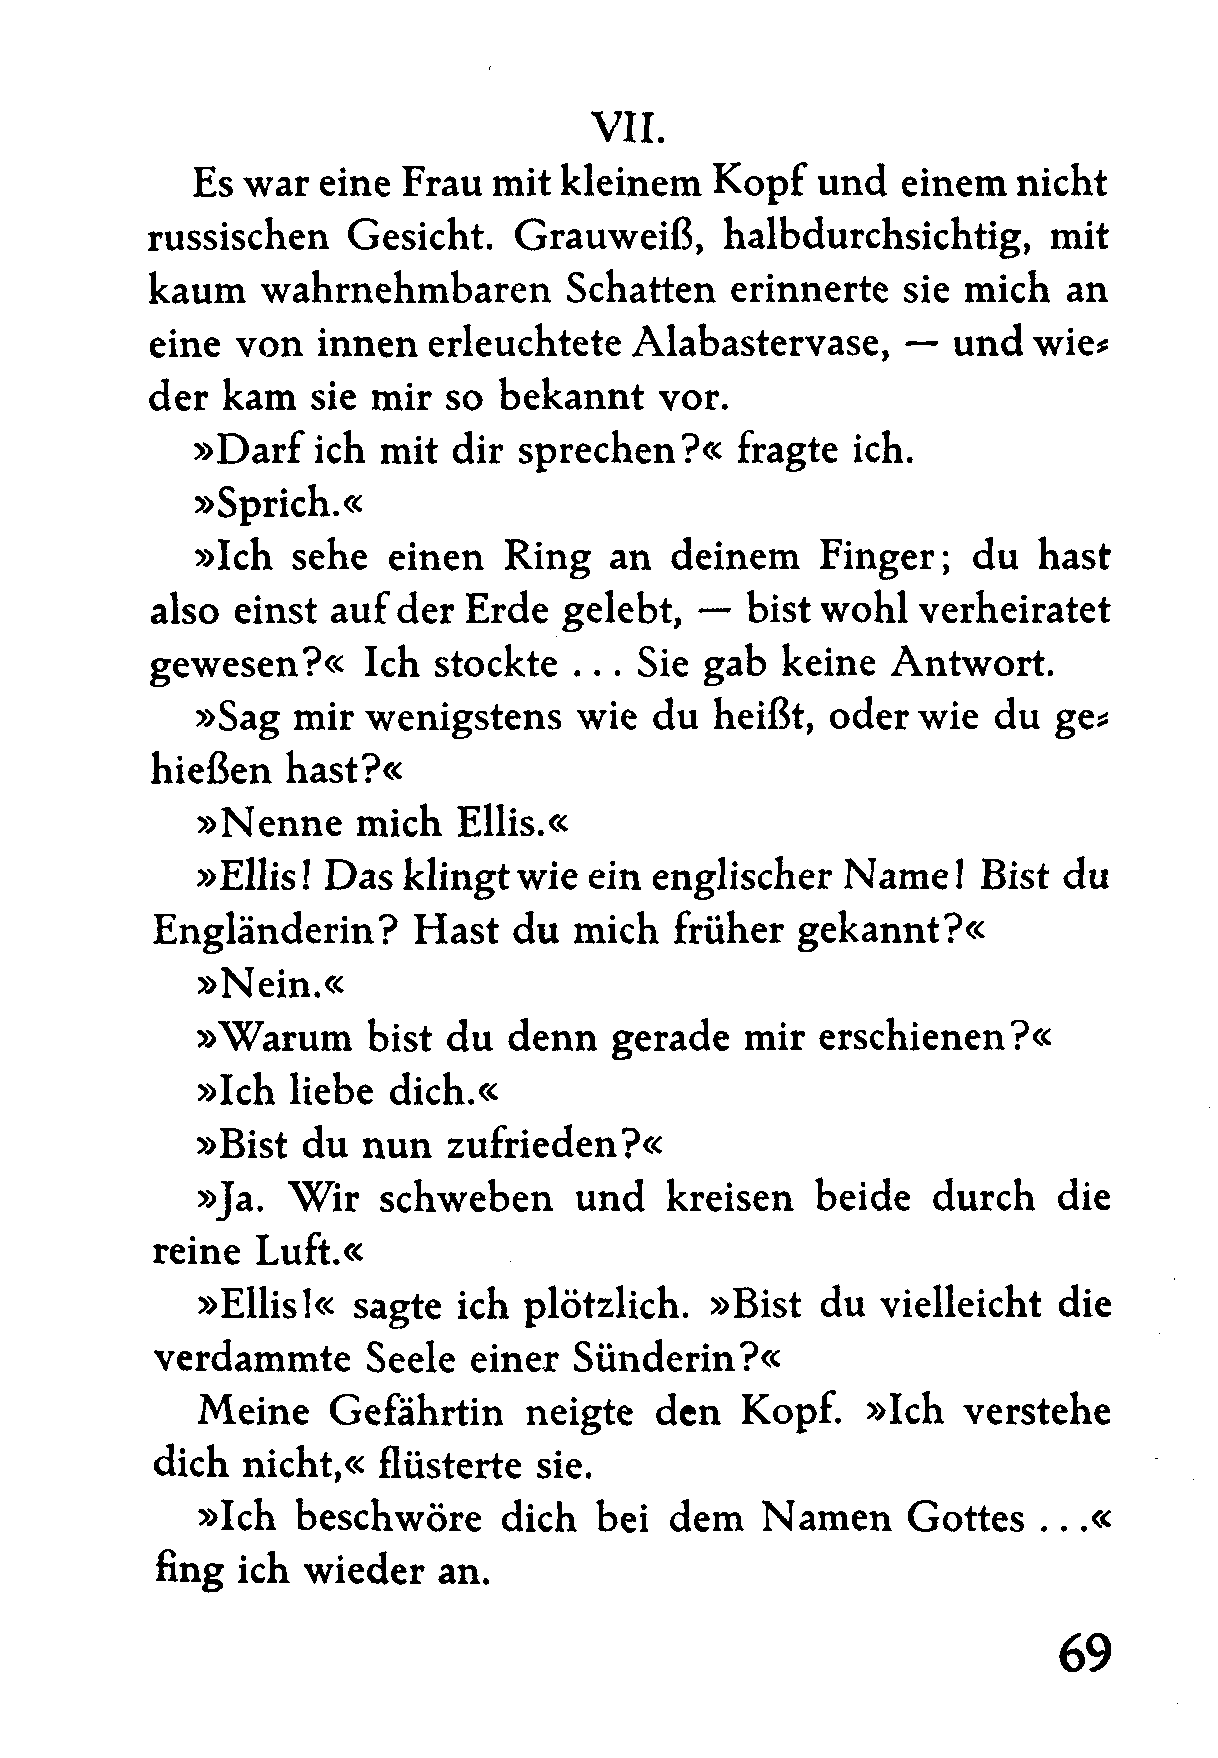 VII.
Es war eine Frau mit kleinem Kopf und einem nicht
russischen Gesicht. Grauweiß, halbdurchsichtig, mit
kaum wahrnehmbaren Schatten erinnerte sie mich an
eine von innen erleuchtete Alabastervase, — und wie⸗
der kam sie mir so bekannt vor.
»Darf ich mit dir sprechen?« fragte ich.
»Sprich.«
»Ich sehe einen Ring an deinem Finger; du hast
also einst auf der Erde gelebt, — bist wohl verheiratet
gewesen?« Ich stockte ... Sie gab keine Antwort.
»Sag mir wenigstens wie du heißt, oder wie du ge⸗
hießen hast?«
»Nenne mich Ellis.«
»Ellis! Das klingt wie ein englischer Name! Bist du
Engländerin? Hast du mich früher gekannt?«
»Nein.«
»Warum bist du denn gerade mir erschienen?«
»Ich liebe dich.«
»Bist du nun zufrieden?«
»Ja. Wir schweben und kreisen beide durch die
reine Luft.«
»Ellis!« sagte ich plötzlich. »Bist du vielleicht die
verdammte Seele einer Sünderin?«
Meine Gefährtin neigte den Kopf. »Ich verstehe
dich nicht,« flüsterte sie.
»Ich beschwöre dich bei dem Namen Gottes ...«
fing ich wieder an.
69